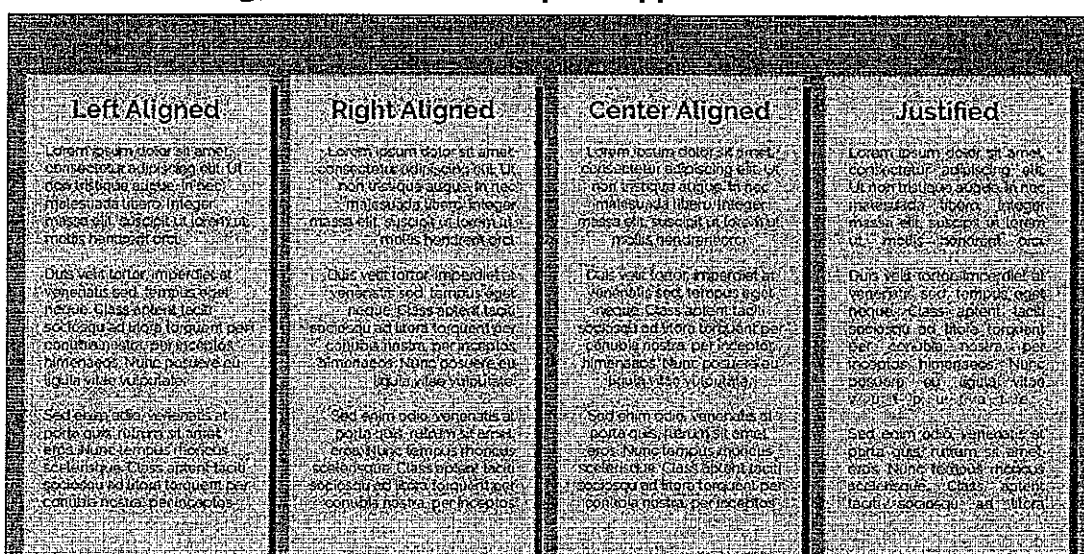 Left Aligned
Lorem ipsum dolor sit amet,
consectetur adipiscing elit. Ut
non tristique augue. In nec
malesuada libero. Integer
massa elit, suscipit ut lorem ut,
mollis hendrerit orci.
Duis velit tortor, imperdiet at
venenatis sed, tempus eget
neque. Class aptent taciti
sociosqu ad litora torquent per
conubia nostra, per inceptos
himenaeos. Nunc posuere eu
ligula vitae vulputate.
Sed enim odio, venenatis at
porta quis, rutrum sit amet
eros. Nunc tempus rhoncus
scelerisque. Class aptent taciti
sociosqu ad litora torquent per
conubia nostra, per inceptos
Right Aligned
Lorem ipsum dolor sit amet,
consectetur adipiscing elit. Ut
non tristique augue. In nec
malesuada libero. Integer
massa elit, suscipit ut lorem ut,
mollis hendrerit orci.
Duis velit tortor, imperdiet at
venenatis sed, tempus eget
neque. Class aptent taciti
sociosqu ad litora torquent per
conubia nostra, per inceptos
himenaeos. Nunc posuere eu
ligula vitae vulputate.
Sed enim odio, venenatis at
porta quis, rutrum sit amet
eros. Nunc tempus rhoncus
scelerisque. Class aptent taciti
sociosqu ad litora torquent per
conubia nostra, per inceptos
Center Aligned
Lorem ipsum dolor sit amet,
consectetur adipiscing elit. Ut
non tristique augue. In nec
malesuada libero. Integer
massa elit, suscipit ut lorem ut,
mollis hendrerit orci.
Duis velit tortor, imperdiet at
venenatis sed, tempus eget
neque. Class aptent taciti
sociosqu ad litora torquent per
conubia nostra, per inceptos
himenaeos. Nunc posuere eu
ligula vitae vulputate.
Sed enim odio, venenatis at
porta quis, rutrum sit amet
eros. Nunc tempus rhoncus
scelerisque. Class aptent taciti
sociosqu ad litora torquent per
conubia nostra, per inceptos
Justified
Lorem ipsum dolor sit amet,
consectetur adipiscing elit.
Ut non tristique augue. In nec
malesuada libero. Integer
massa elit, suscipit ut lorem
ut, mollis hendrerit orci.
Duis velit tortor, imperdiet at
venenatis sed, tempus eget
neque. Class aptent taciti
sociosqu ad litora torquent
per conubia nostra, per
inceptos himenaeos. Nunc
posuere eu ligula vitae
vulputate.
Sed enim odio, venenatis at
porta quis, rutrum sit amet
eros. Nunc tempus rhoncus
scelerisque. Class aptent
taciti sociosqu ad litora